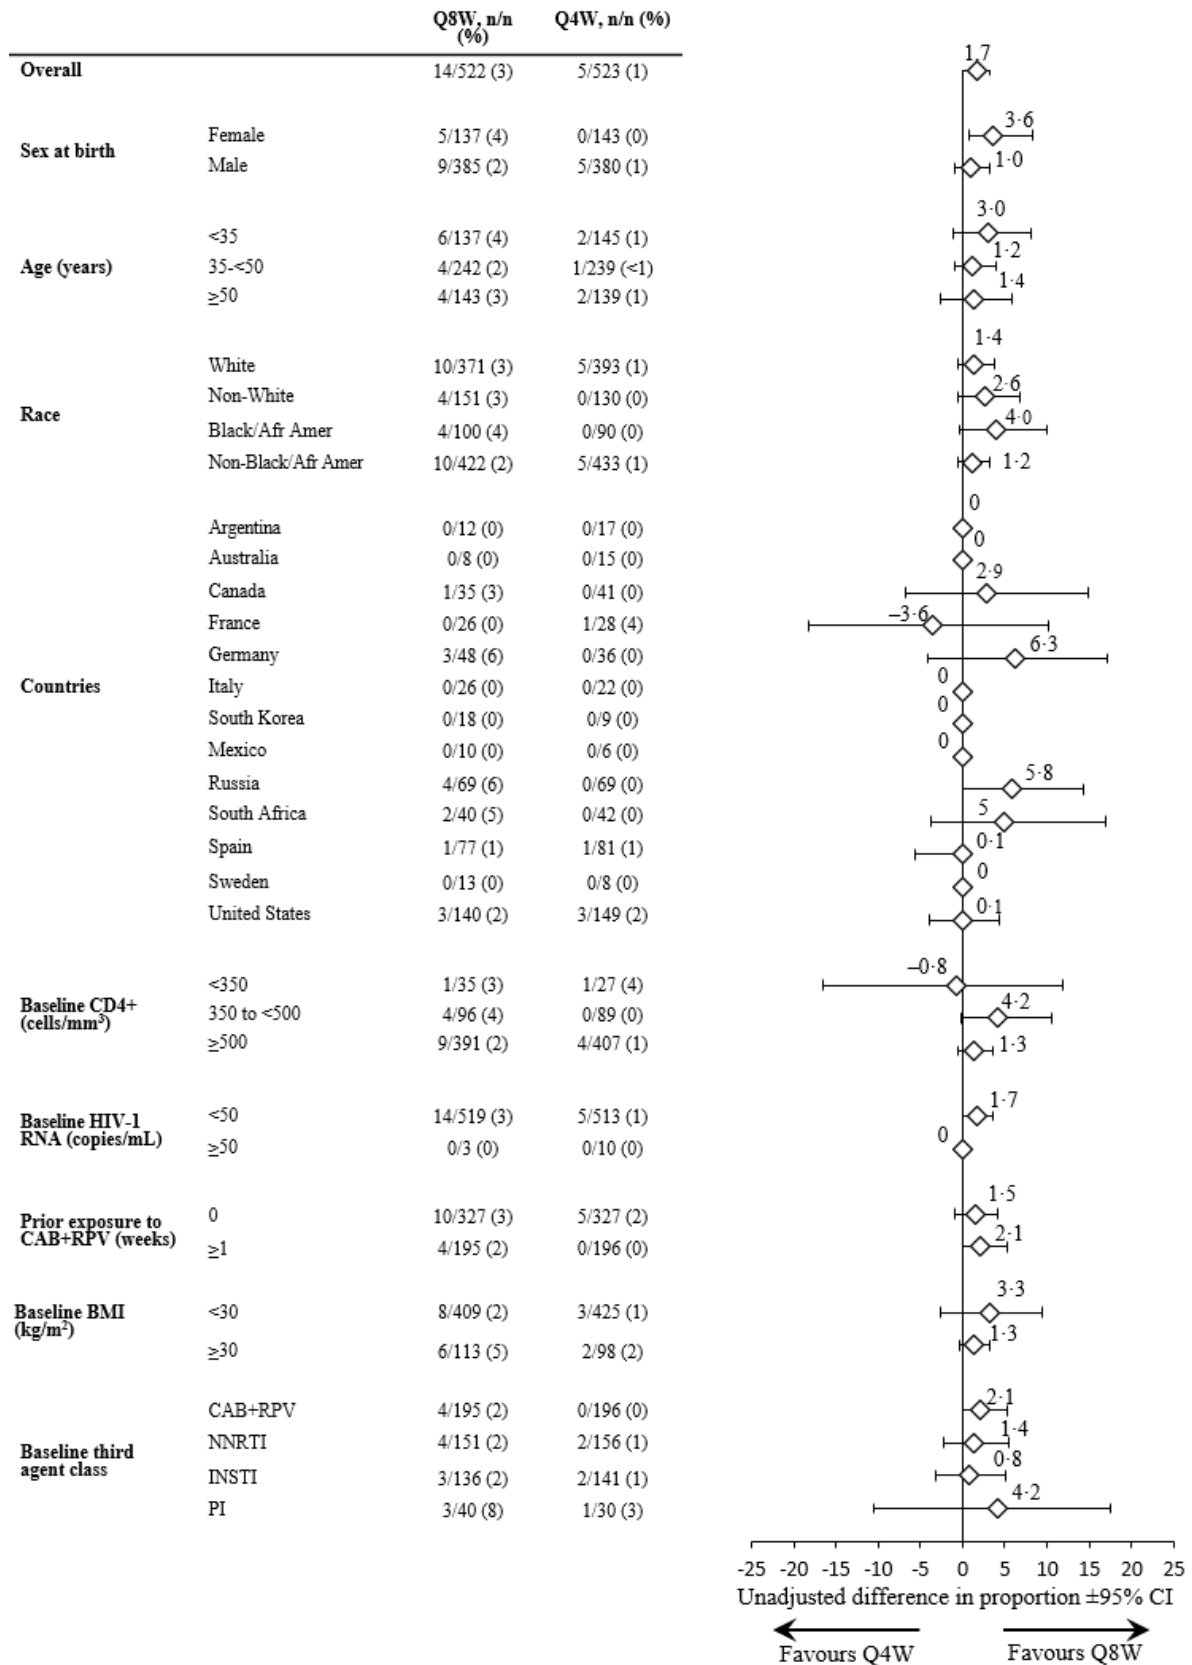 Q8W, n/n (%) Q4W, n/n (%)
Overall 14/522 (3) 5/523 (1) 1.7
Sex at birth
Female 5/137 (4) 0/143 (0) 3·6
Male 9/385 (2) 5/380 (1) 1·0
Age (years)
<35 6/137 (4) 2/145 (1) 3·0
35-<50 4/242 (2) 1/239 (<1) 1·2
≥50 4/143 (3) 2/139 (1) 1·4
Race
White 10/371 (3) 5/393 (1) 1·4
Non-White 4/151 (3) 0/130 (0) 2·6
Black/Afr Amer 4/100 (4) 0/90 (0) 4·0
Non-Black/Afr Amer 10/422 (2) 5/433 (1) 1·2
Countries
Argentina 0/12 (0) 0/17 (0) 0
Australia 0/8 (0) 0/15 (0) 0
Canada 1/35 (3) 0/41 (0) 2·9
France 0/26 (0) 1/28 (4) –3·6
Germany 3/48 (6) 0/36 (0) 6·3
Italy 0/26 (0) 0/22 (0) 0
South Korea 0/18 (0) 0/9 (0) 0
Mexico 0/10 (0) 0/6 (0) 0
Russia 4/69 (6) 0/69 (0) 5·8
South Africa 2/40 (5) 0/42 (0) 5
Spain 1/77 (1) 1/81 (1) 0·1
Sweden 0/13 (0) 0/8 (0) 0
United States 3/140 (2) 3/149 (2) 0·1
Baseline CD4+
(cells/mm³)
<350 1/35 (3) 1/27 (4) –0·8
350 to <500 4/96 (4) 0/89 (0) 4·2
≥500 9/391 (2) 4/407 (1) 1·3
Baseline HIV-1
RNA (copies/mL)
<50 14/519 (3) 5/513 (1) 1·7
≥50 0/3 (0) 0/10 (0) 0
Prior exposure to
CAB+RPV (weeks)
0 10/327 (3) 5/327 (2) 1·5
≥1 4/195 (2) 0/196 (0) 2·1
Baseline BMI
(kg/m²)
<30 8/409 (2) 3/425 (1) 3·3
≥30 6/113 (5) 2/98 (2) 1·3
Baseline third
agent class
CAB+RPV 4/195 (2) 0/196 (0) 2·1
NNRTI 4/151 (2) 2/156 (1) 1·4
INSTI 3/136 (2) 2/141 (1) 0·8
PI 3/40 (8) 1/30 (3) 4·2
-25 -20 -15 -10 -5 0 5 10 15 20 25
Unadjusted difference in proportion ±95% CI
Favours Q4W Favours Q8W